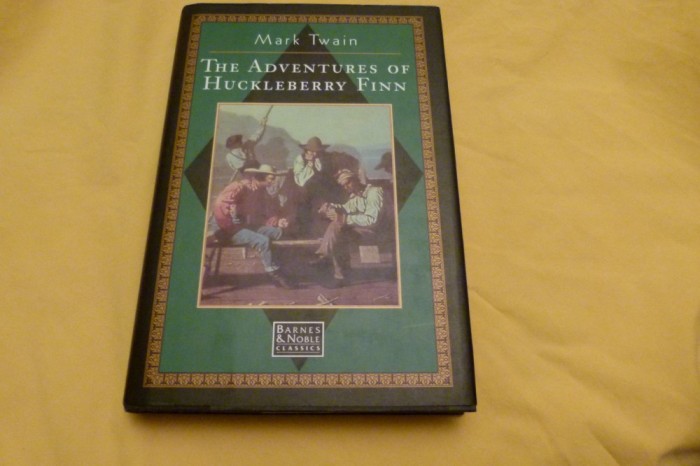 Mark Twain
The Adventures of
Huckleberry Finn
Barnes
& Noble
Classics